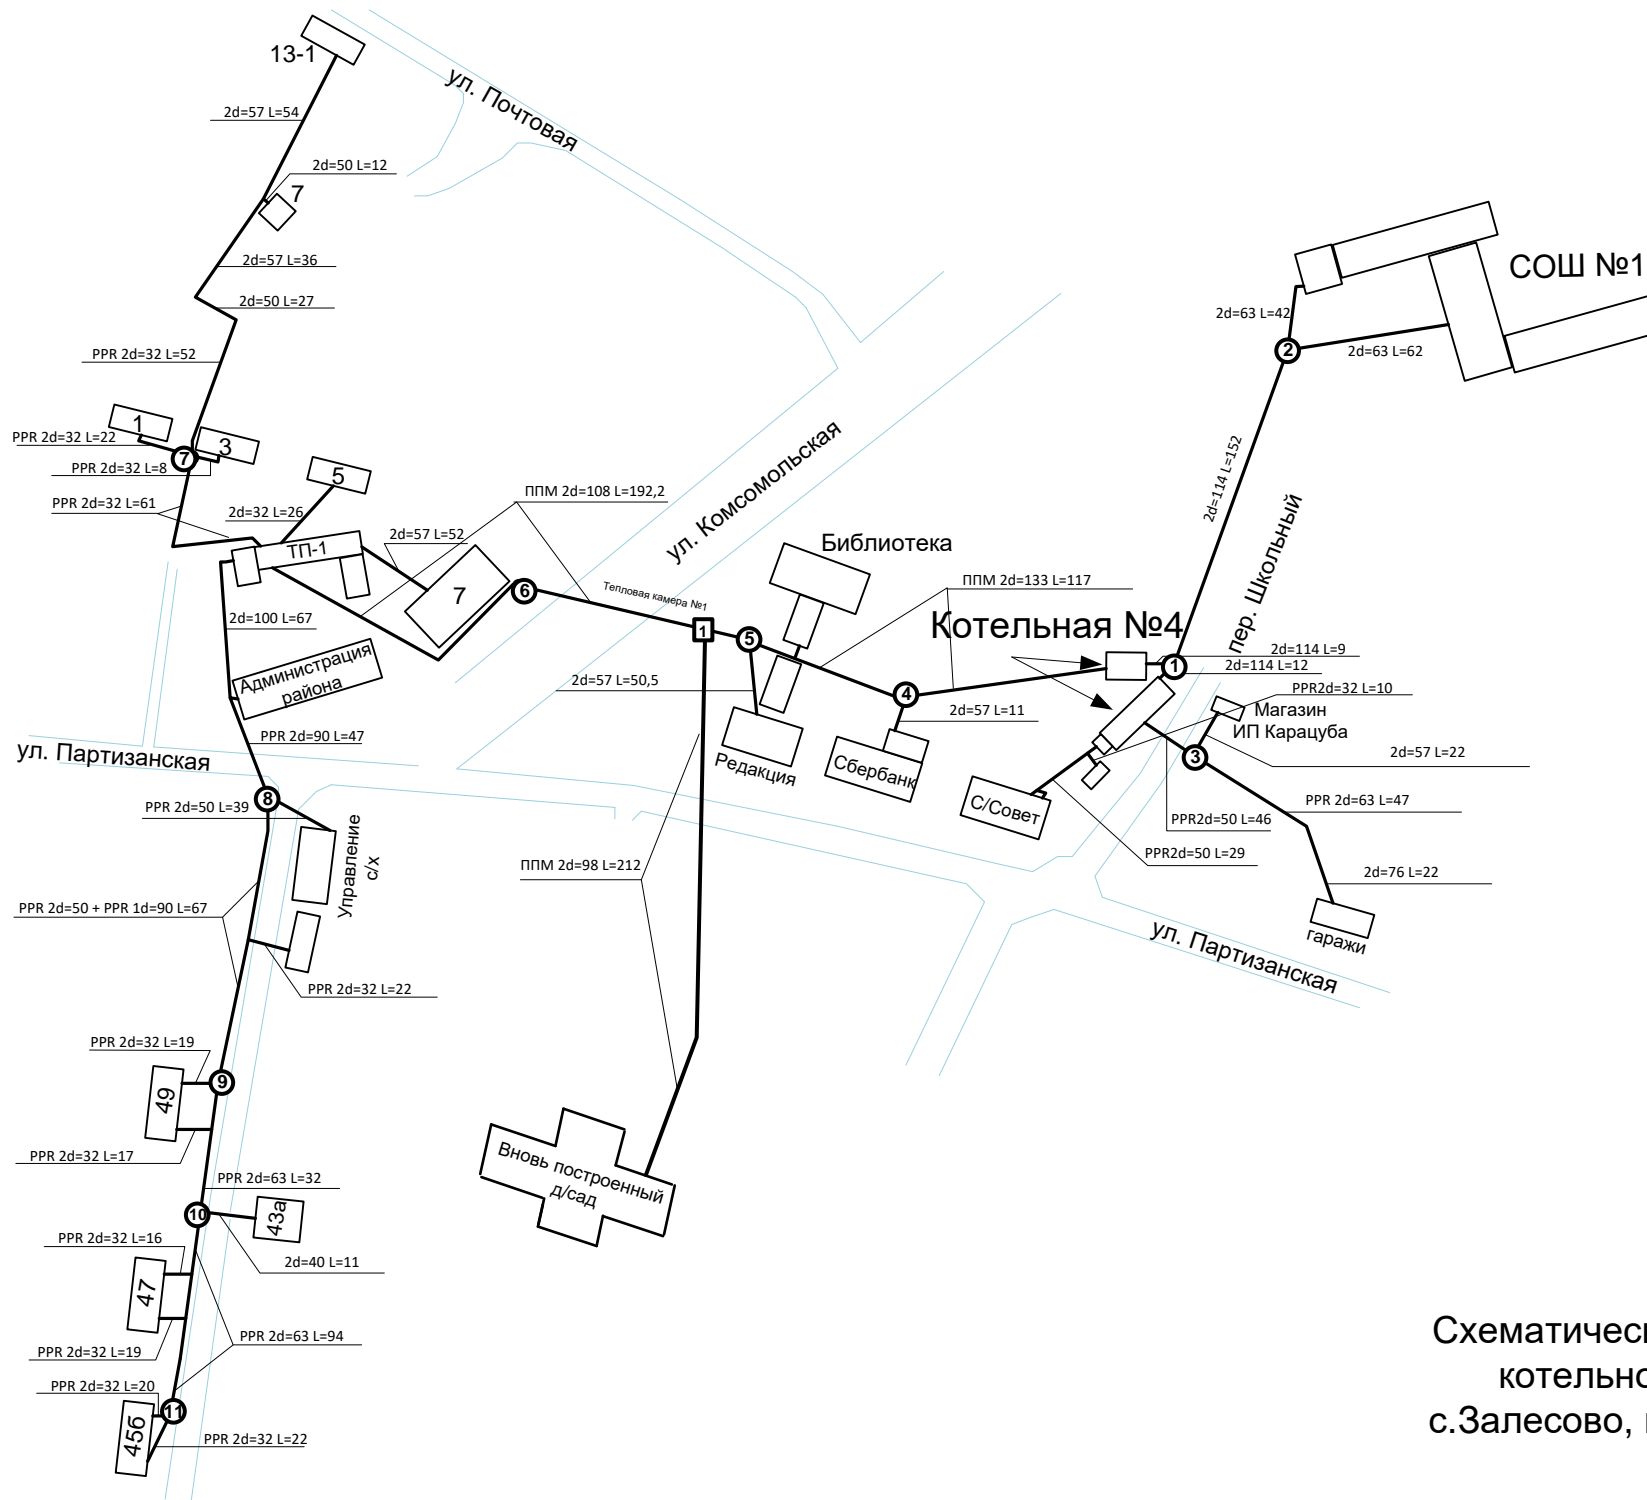 13-1
ул. Почтовая
2d=57 L=54
2d=50 L=12
7
2d=57 L=36
2d=50 L=27
PPR 2d=32 L=52
1
PPR 2d=32 L=22
7
3
PPR 2d=32 L=8
5
PPR 2d=32 L=61
2d=32 L=26
ТП-1
2d=57 L=52
ППМ 2d=108 L=192,2
7
6
ул. Комсомольская
Тепловая камера №1
1
5
Библиотека
ППМ 2d=133 L=117
Котельная №4
4
2d=57 L=11
2d=57 L=50,5
Редакция
Сбербанк
СОШ №1
2d=63 L=42
2
2d=63 L=62
2d=114 L=152
пер. Школьный
1
2d=114 L=9
2d=114 L=12
PPR2d=32 L=10
Магазин
ИП Карацуба
3
2d=57 L=22
PPR 2d=63 L=47
PPR2d=50 L=46
PPR2d=50 L=29
С/Совет
2d=76 L=22
гаражи
ул. Партизанская
2d=100 L=67
Администрация
района
ул. Партизанская
PPR 2d=90 L=47
8
PPR 2d=50 L=39
Управление
с/х
ППМ 2d=98 L=212
PPR 2d=50 + PPR 1d=90 L=67
PPR 2d=32 L=22
PPR 2d=32 L=19
9
49
PPR 2d=32 L=17
PPR 2d=63 L=32
10
43а
PPR 2d=32 L=16
2d=40 L=11
47
PPR 2d=63 L=94
PPR 2d=32 L=19
PPR 2d=32 L=20
11
45б
PPR 2d=32 L=22
Вновь построенный
д/сад
Схематическ
котельно
с.Залесово,